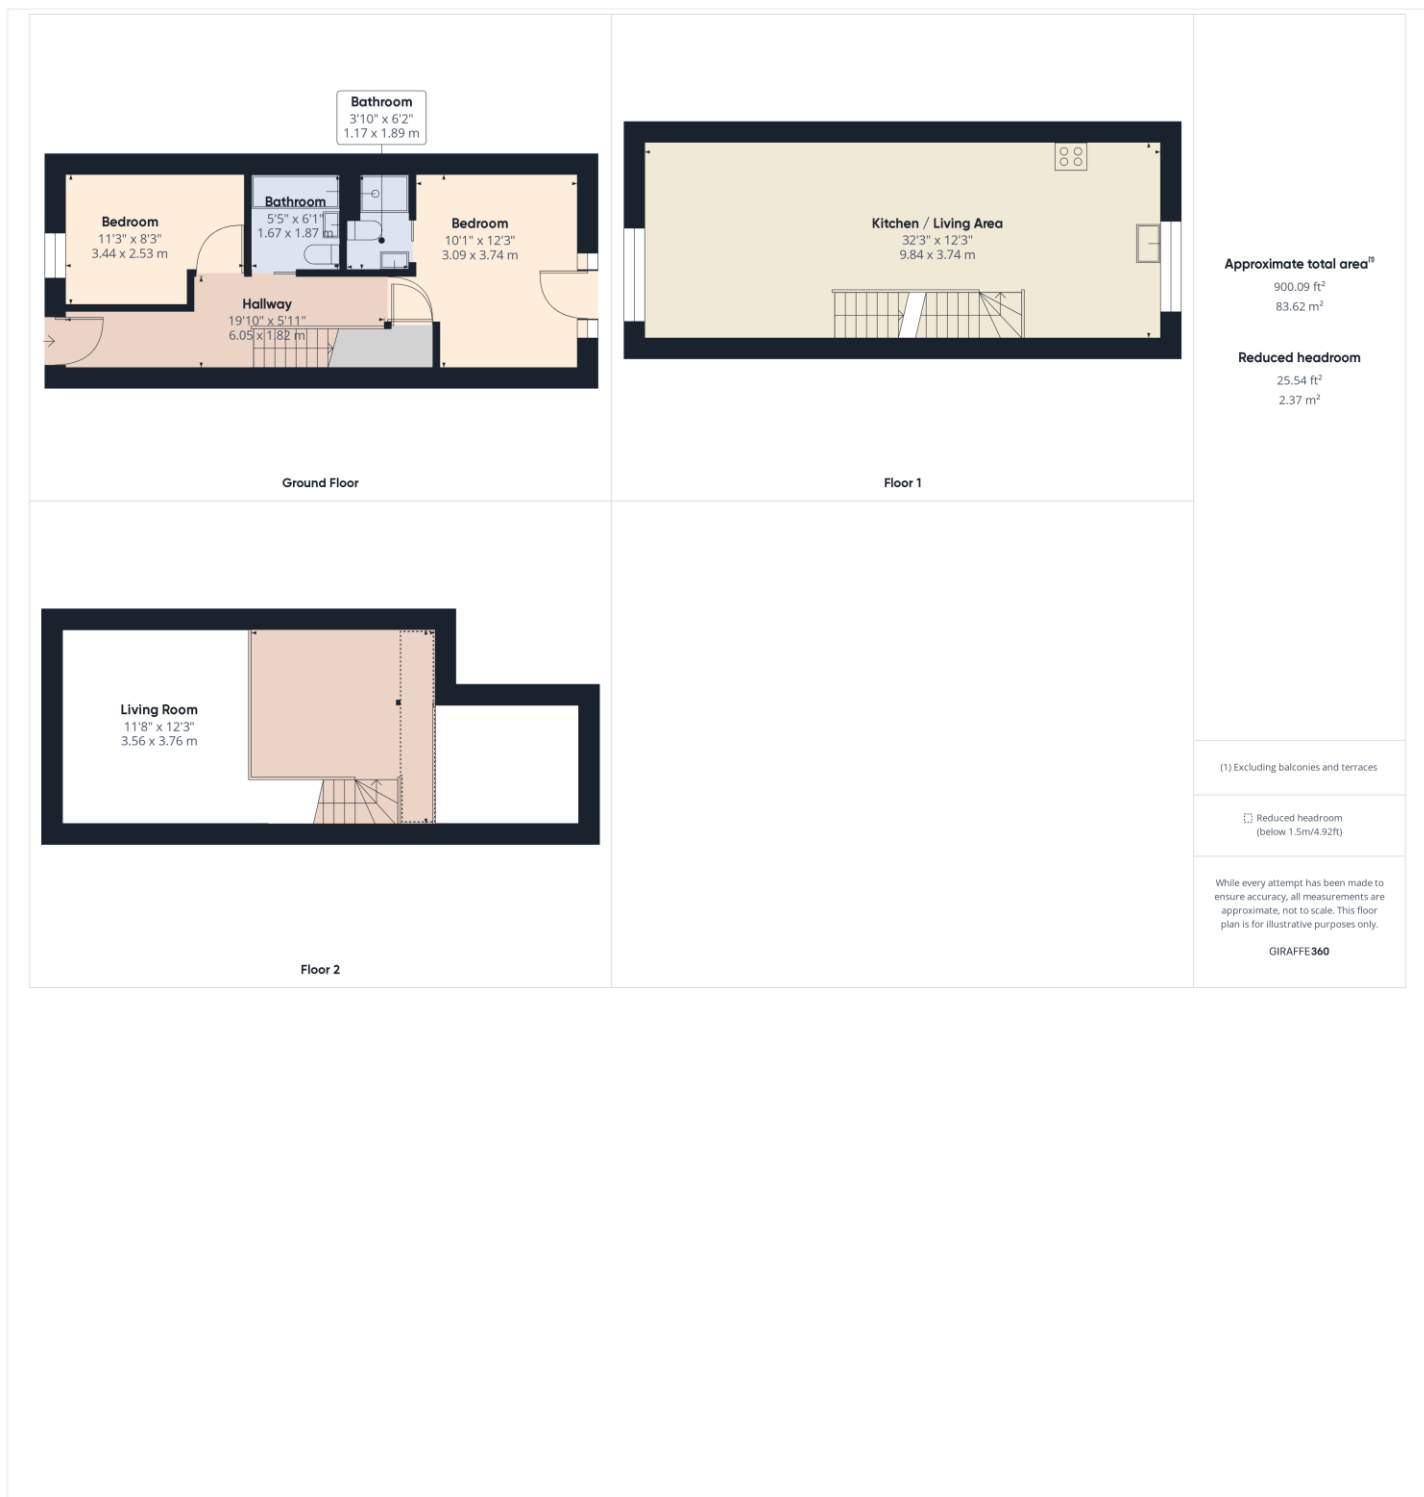 Bathroom
3'10" x 6'2"
1.17 x 1.89 m
Bedroom
11'3" x 8'3"
3.44 x 2.53 m
Bathroom
5'5" x 6'1"
1.67 x 1.87 m
Bedroom
10'1" x 12'3"
3.09 x 3.74 m
Hallway
19'10" x 5'11"
6.05 x 1.82 m
Ground Floor
Kitchen / Living Area
32'3" x 12'3"
9.84 x 3.74 m
Floor 1
Living Room
11'8" x 12'3"
3.56 x 3.76 m
Floor 2
Approximate total area(1)
900.09 ft²
83.62 m²
Reduced headroom
25.54 ft²
2.37 m²
(1) Excluding balconies and terraces
Reduced headroom
(below 1.5m/4.92ft)
While every attempt has been made to
ensure accuracy, all measurements are
approximate, not to scale. This floor
plan is for illustrative purposes only.
GIRAFFE360